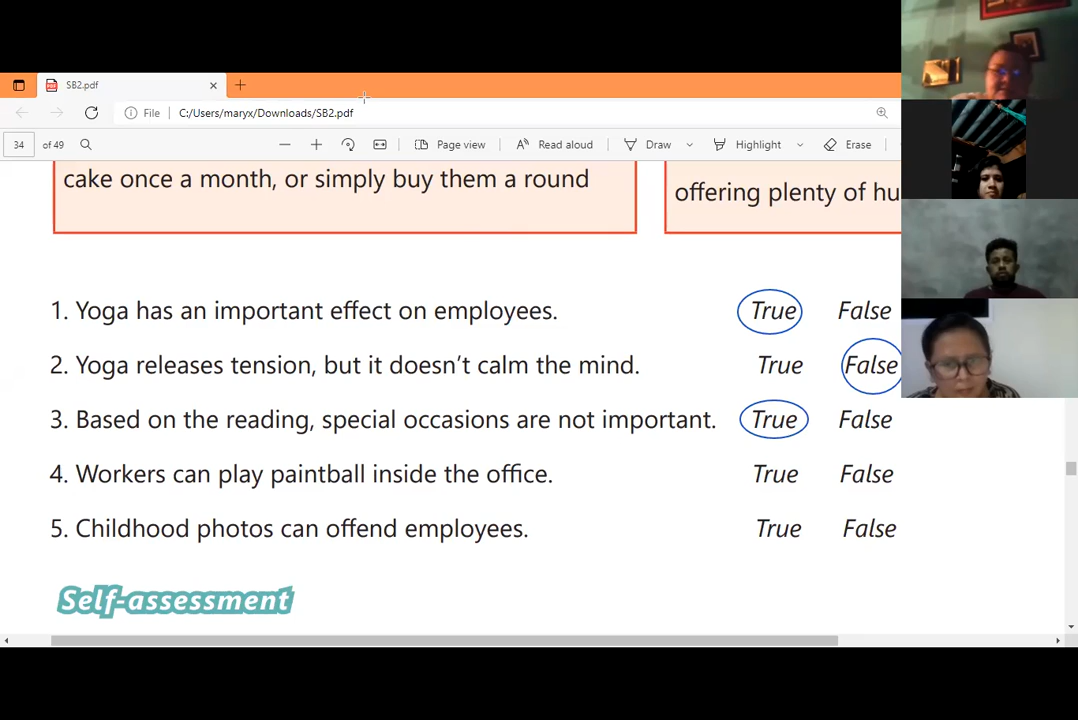 SB2.pdf
File C:/Users/maryx/Downloads/SB2.pdf
34 of 49 Page view Read aloud Draw Highlight Erase
cake once a month, or simply buy them a round
offering plenty of hu
1. Yoga has an important effect on employees. True False
2. Yoga releases tension, but it doesn't calm the mind. True False
3. Based on the reading, special occasions are not important. True False
4. Workers can play paintball inside the office. True False
5. Childhood photos can offend employees. True False
Self-assessment